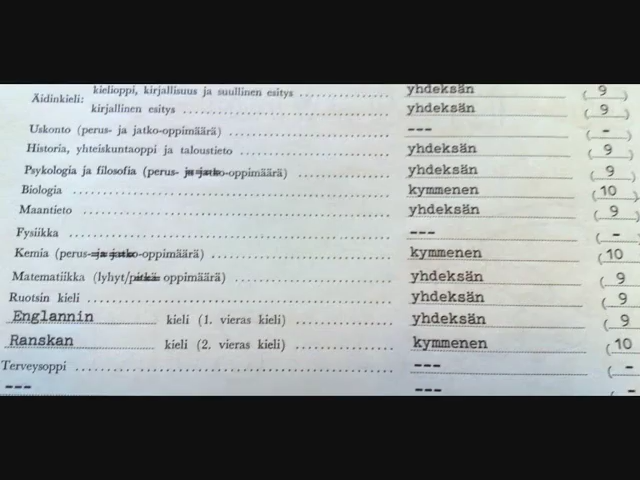 Äidinkieli: kielioppi, kirjallisuus ja suullinen esitys .................. yhdeksän ( 9 )
kirjallinen esitys .................. yhdeksän ( 9 )
Uskonto (perus- ja jatko-oppimäärä) .................. --- ( - )
Historia, yhteiskuntaoppi ja taloustieto .................. yhdeksän ( 9 )
Psykologia ja filosofia (perus- ja jatko-oppimäärä) .................. yhdeksän ( 9 )
Biologia .................. kymmenen ( 10 )
Maantieto .................. yhdeksän ( 9 )
Fysiikka .................. --- ( - )
Kemia (perus- ja jatko-oppimäärä) .................. kymmenen ( 10
Matematiikka (lyhyt/pitkä- oppimäärä) .................. yhdeksän ( 9
Ruotsin kieli .................. yhdeksän ( 9
Englannin kieli (1. vieras kieli) .................. yhdeksän ( 9
Ranskan kieli (2. vieras kieli) .................. kymmenen ( 10
Terveysoppi .................. --- ( -
--- --- ( -